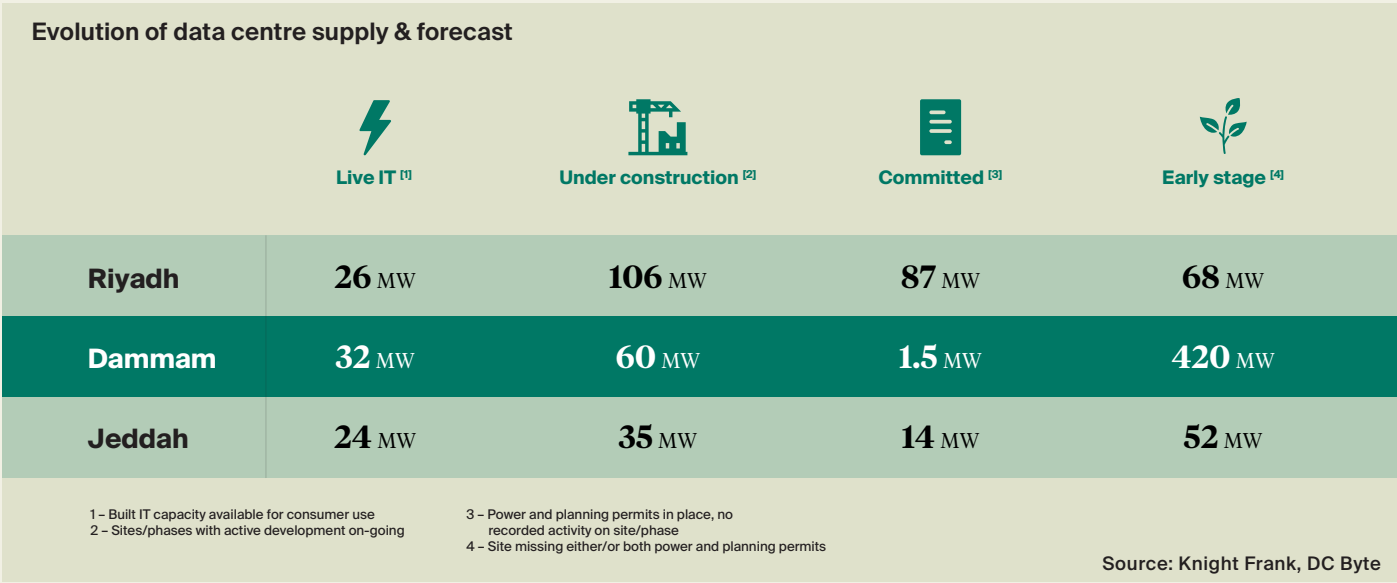 Evolution of data centre supply & forecast
Live IT [1]
Under construction [2]
Committed [3]
Early stage [4]
Riyadh 26 MW 106 MW 87 MW 68 MW
Dammam 32 MW 60 MW 1.5 MW 420 MW
Jeddah 24 MW 35 MW 14 MW 52 MW
1 – Built IT capacity available for consumer use
2 – Sites/phases with active development on-going
3 – Power and planning permits in place, no
recorded activity on site/phase
4 – Site missing either/or both power and planning permits
Source: Knight Frank, DC Byte